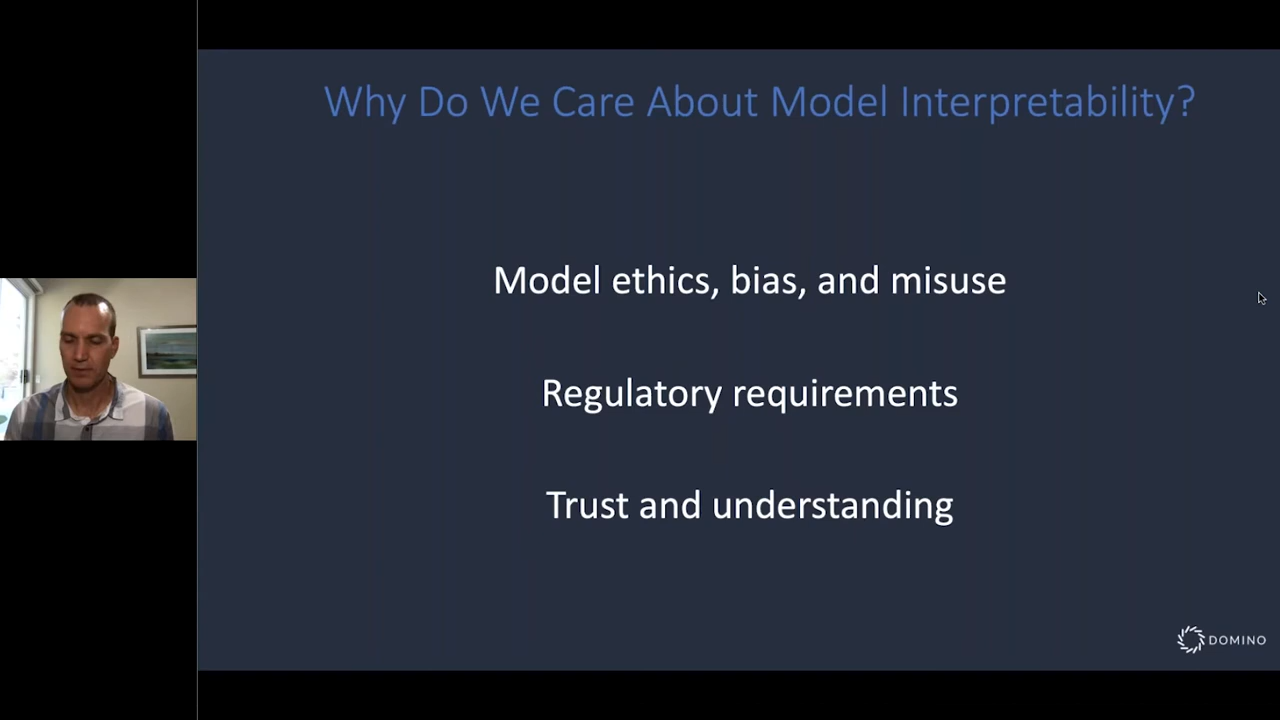 Why Do We Care About Model Interpretability?
Model ethics, bias, and misuse
Regulatory requirements
Trust and understanding
DOMINO